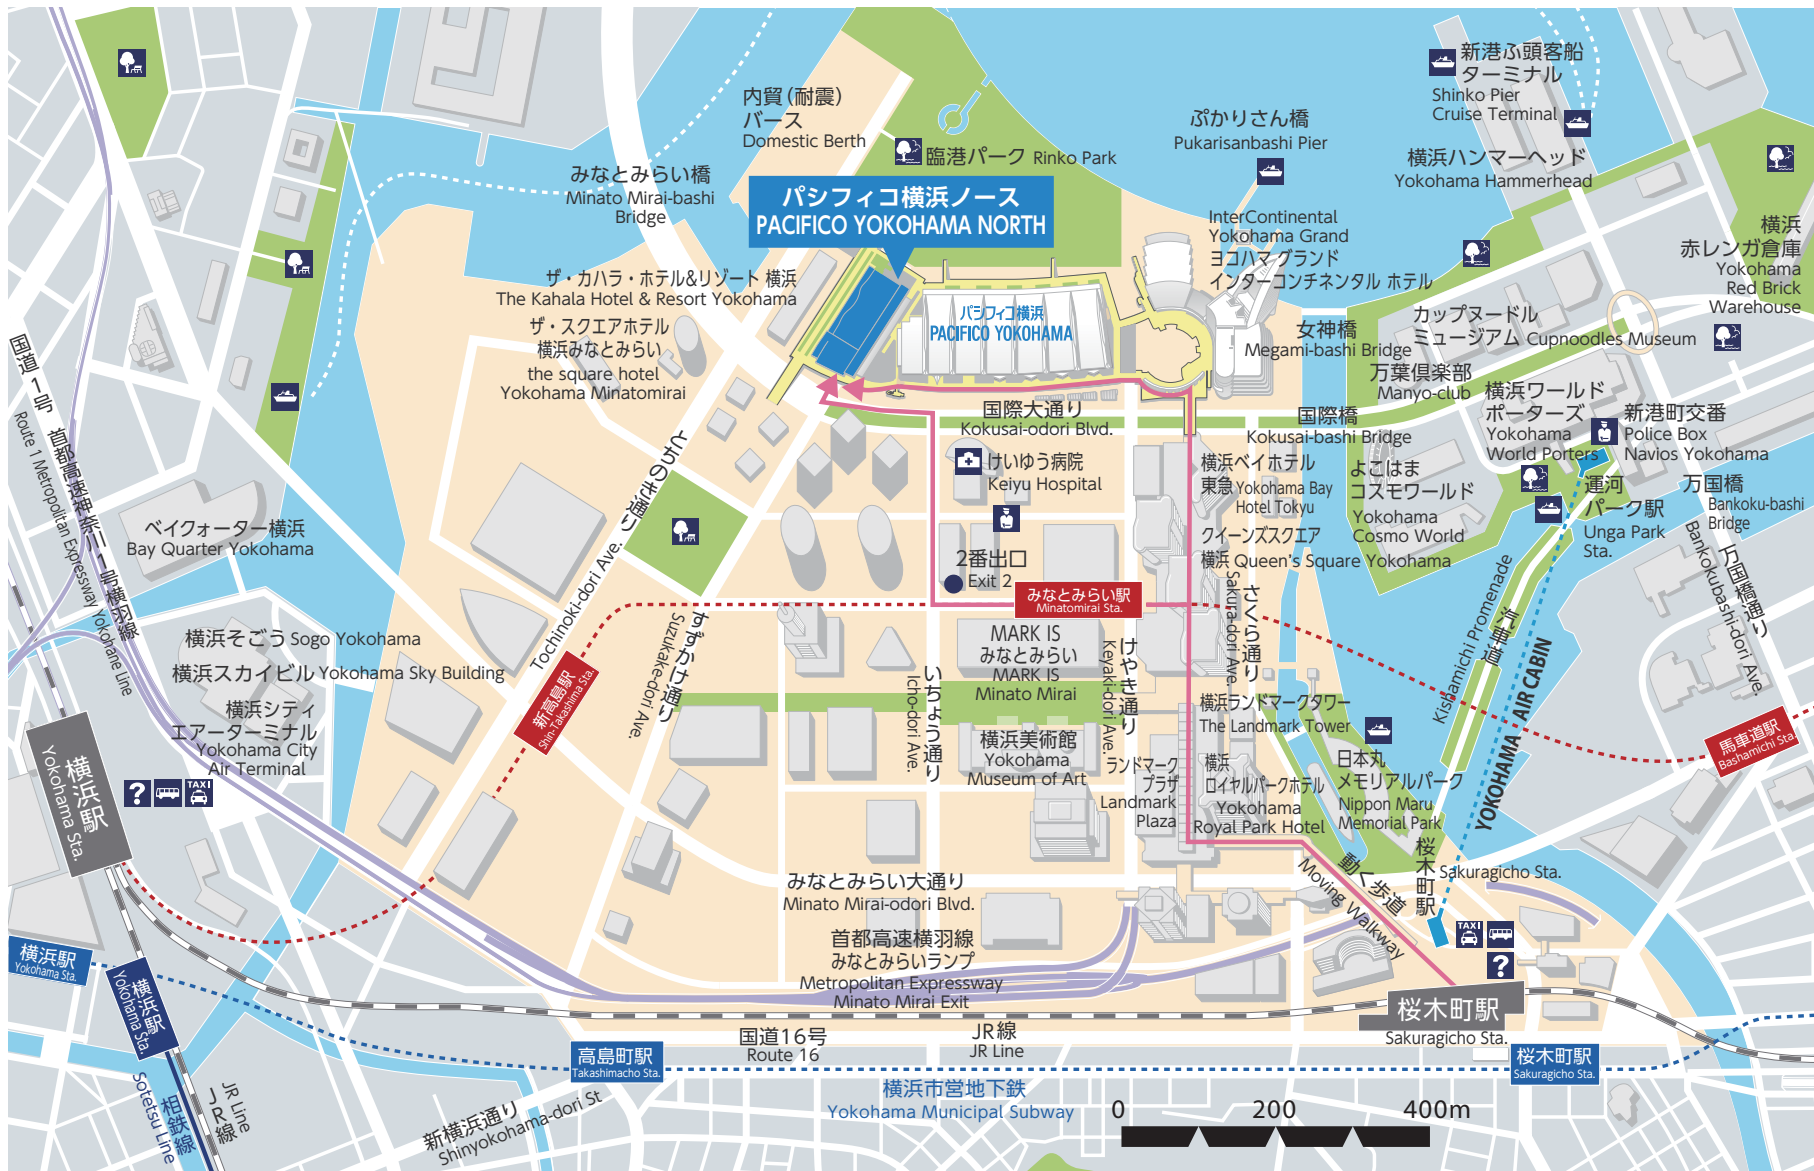 新港ふ頭客船
ターミナル
Shinko Pier
Cruise Terminal
内貿(耐震)
バース
Domestic Berth
ぷかりさん橋
Pukarisanbashi Pier
臨港パーク Rinko Park
横浜ハンマーヘッド
Yokohama Hammerhead
みなとみらい橋
Minato Mirai-bashi
Bridge
パシフィコ横浜ノース
PACIFICO YOKOHAMA NORTH
InterContinental
Yokohama Grand
ヨコハマ グランド
インターコンチネンタル ホテル
横浜
赤レンガ倉庫
Yokohama
Red Brick
Warehouse
ザ・カハラ・ホテル&リゾート 横浜
The Kahala Hotel & Resort Yokohama
ザ・スクエアホテル
横浜みなとみらい
the square hotel
Yokohama Minatomirai
パシフィコ横浜
PACIFICO YOKOHAMA
女神橋
Megami-bashi Bridge
カップヌードル
ミュージアム Cupnoodles Museum
万葉倶楽部
Manyo-club
横浜ワールド
ポーターズ
Yokohama
World Porters
新港町交番
Police Box
Navios Yokohama
国道1号 首都高速神奈川1号横羽線
Route 1 Metropolitan Expressway Yokohane Line
国際大通り
Kokusai-odori Blvd.
国際橋
Kokusai-bashi Bridge
とちのき通り
Tochinoki-dori Ave.
けいゆう病院
Keiyu Hospital
横浜ベイホテル
東急 Yokohama Bay
Hotel Tokyu
よこはま
コスモワールド
Yokohama
Cosmo World
運河
パーク駅
Unga Park
Sta.
万国橋
Bankoku-bashi
Bridge
ベイクォーター横浜
Bay Quarter Yokohama
クイーンズスクエア
横浜 Queen's Square Yokohama
2番出口
Exit 2
みなとみらい駅
Minatomirai Sta.
万国橋通り
Bankokubashi-dori Ave.
横浜そごう Sogo Yokohama
横浜スカイビル Yokohama Sky Building
横浜シティ
エアーターミナル
Yokohama City
Air Terminal
すずかけ通り
Suzukake-dori Ave.
MARK IS
みなとみらい
MARK IS
Minato Mirai
けやき通り
Keyaki-dori Ave.
さくら通り
Sakura-dori Ave.
汽車道
Kishamichi Promenade
YOKOHAMA AIR CABIN
新高島駅
Shin-Takashima Sta.
いちょう通り
Icho-dori Ave.
横浜ランドマークタワー
The Landmark Tower
馬車道駅
Bashamichi Sta.
横浜駅
Yokohama Sta.
TAXI
横浜美術館
Yokohama
Museum of Art
ランドマーク
プラザ
Landmark
Plaza
横浜
ロイヤルパークホテル
Yokohama
Royal Park Hotel
日本丸
メモリアルパーク
Nippon Maru
Memorial Park
桜木町駅
Sakuragicho Sta.
動く歩道
Moving Walkway
みなとみらい大通り
Minato Mirai-odori Blvd.
首都高速横羽線
みなとみらいランプ
Metropolitan Expressway
Minato Mirai Exit
TAXI
横浜駅
Yokohama Sta.
横浜駅
Yokohama Sta.
桜木町駅
Sakuragicho Sta.
国道16号
Route 16
JR線
JR Line
高島町駅
Takashimacho Sta.
桜木町駅
Sakuragicho Sta.
横浜市営地下鉄
Yokohama Municipal Subway
相鉄線
Sotetsu Line
JR線
JR Line
新横浜通り
Shinyokohama-dori St
0 200 400m